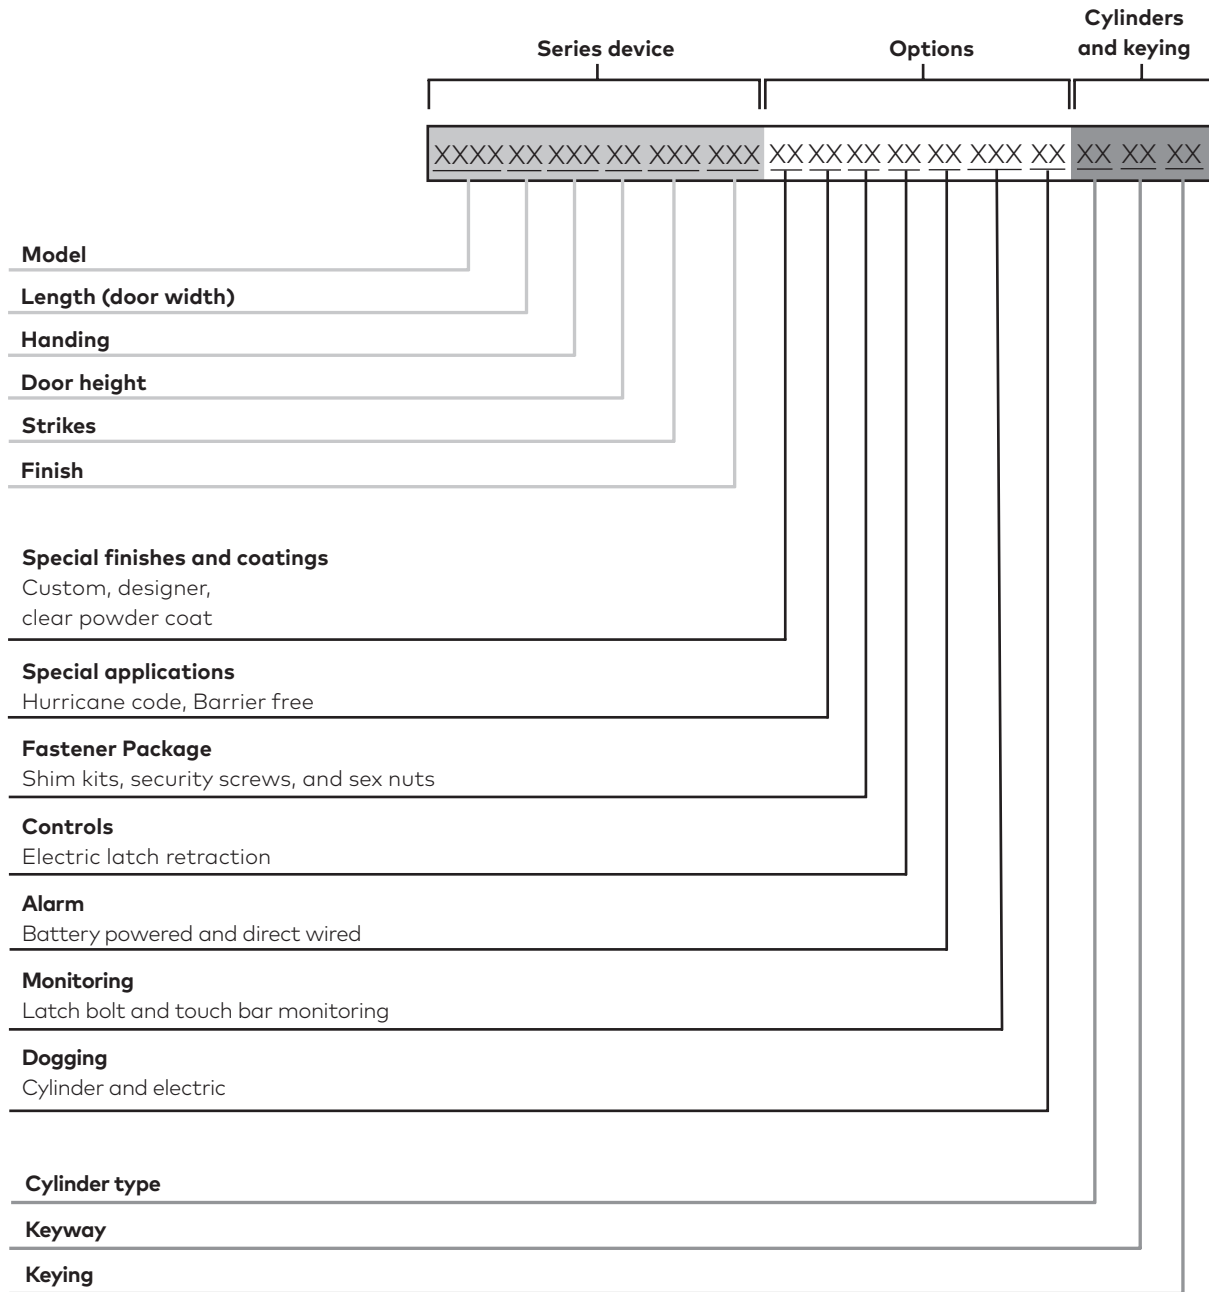 Cylinders
and keying
Series device
Options
XXXX XX XXX XX XXX XXX XX XX XX XX XX XXX XX XX XX XX
Model
Length (door width)
Handing
Door height
Strikes
Finish
Special finishes and coatings
Custom, designer,
clear powder coat
Special applications
Hurricane code, Barrier free
Fastener Package
Shim kits, security screws, and sex nuts
Controls
Electric latch retraction
Alarm
Battery powered and direct wired
Monitoring
Latch bolt and touch bar monitoring
Dogging
Cylinder and electric
Cylinder type
Keyway
Keying